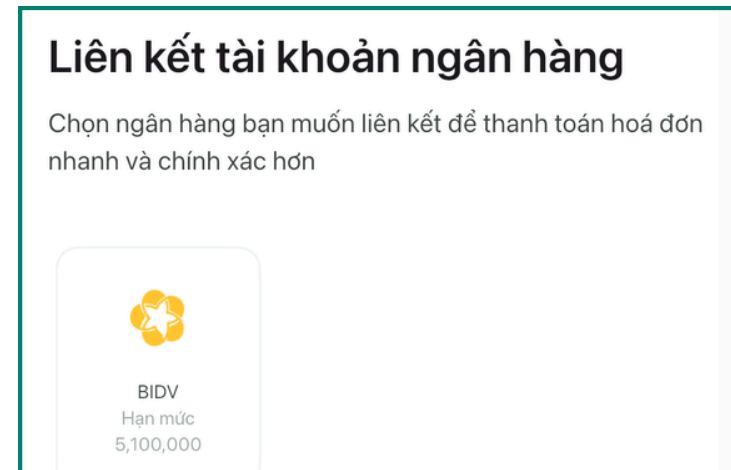 Liên kết tài khoản ngân hàng
Chọn ngân hàng bạn muốn liên kết để thanh toán hoá đơn
nhanh và chính xác hơn
BIDV
Hạn mức
5,100,000